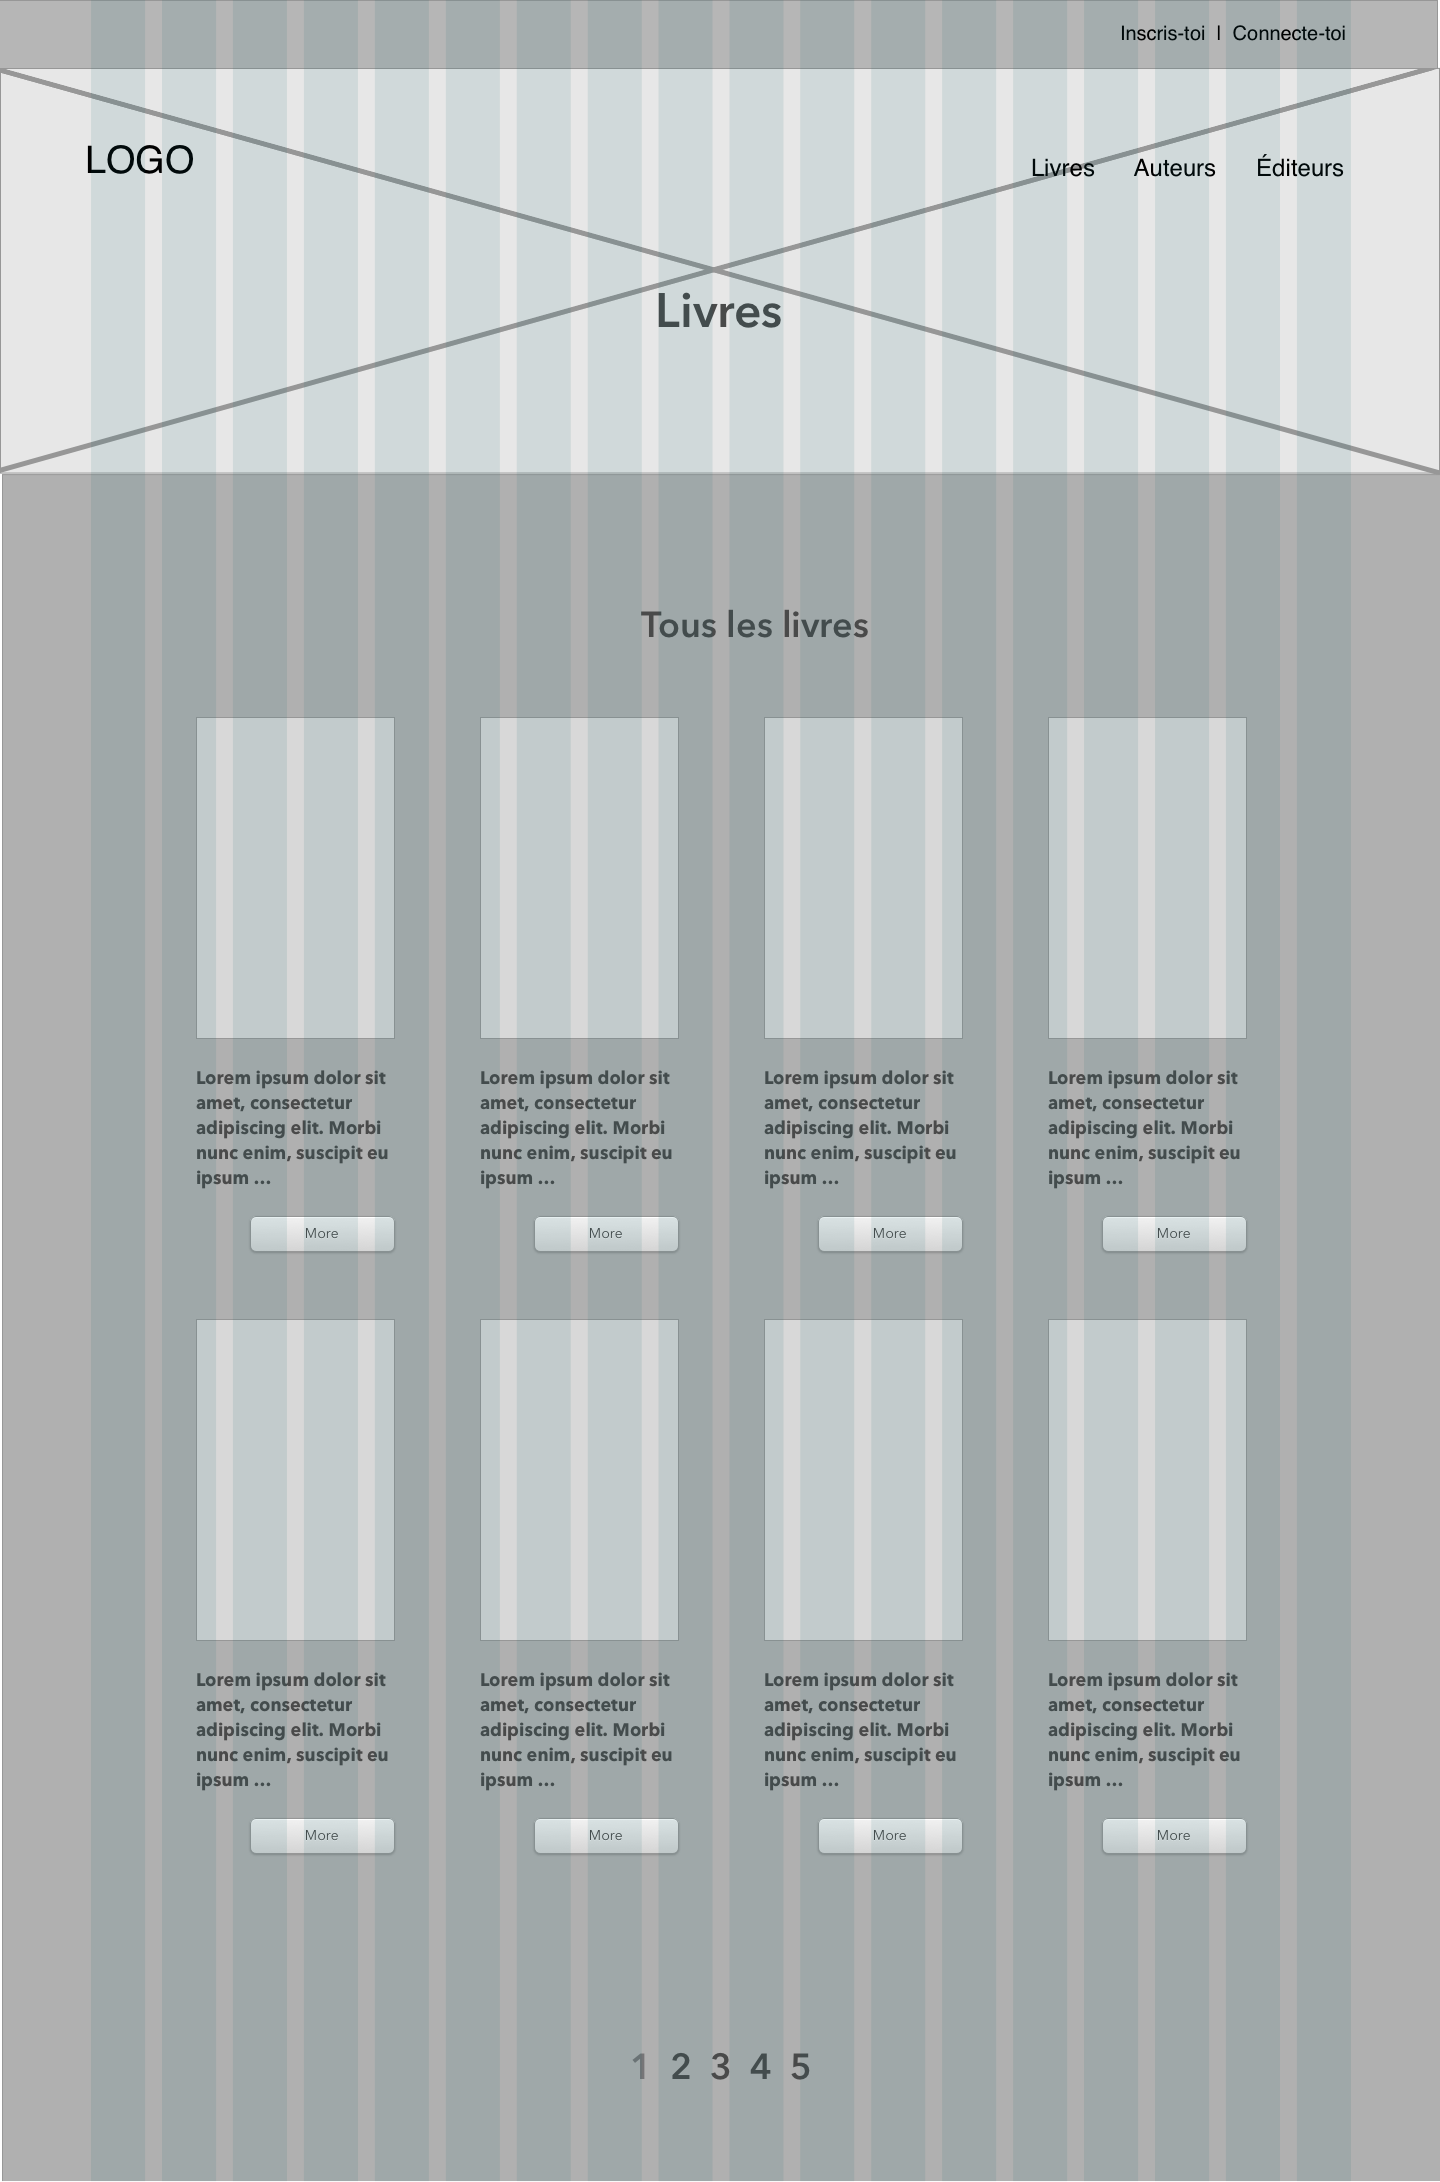 Inscris-toi | Connecte-toi
LOGO
Livres Auteurs Éditeurs
Livres
Tous les livres
Lorem ipsum dolor sit
amet, consectetur
adipiscing elit. Morbi
nunc enim, suscipit eu
ipsum ...
More
Lorem ipsum dolor sit
amet, consectetur
adipiscing elit. Morbi
nunc enim, suscipit eu
ipsum ...
More
Lorem ipsum dolor sit
amet, consectetur
adipiscing elit. Morbi
nunc enim, suscipit eu
ipsum ...
More
Lorem ipsum dolor sit
amet, consectetur
adipiscing elit. Morbi
nunc enim, suscipit eu
ipsum ...
More
Lorem ipsum dolor sit
amet, consectetur
adipiscing elit. Morbi
nunc enim, suscipit eu
ipsum ...
More
Lorem ipsum dolor sit
amet, consectetur
adipiscing elit. Morbi
nunc enim, suscipit eu
ipsum ...
More
Lorem ipsum dolor sit
amet, consectetur
adipiscing elit. Morbi
nunc enim, suscipit eu
ipsum ...
More
Lorem ipsum dolor sit
amet, consectetur
adipiscing elit. Morbi
nunc enim, suscipit eu
ipsum ...
More
1 2 3 4 5